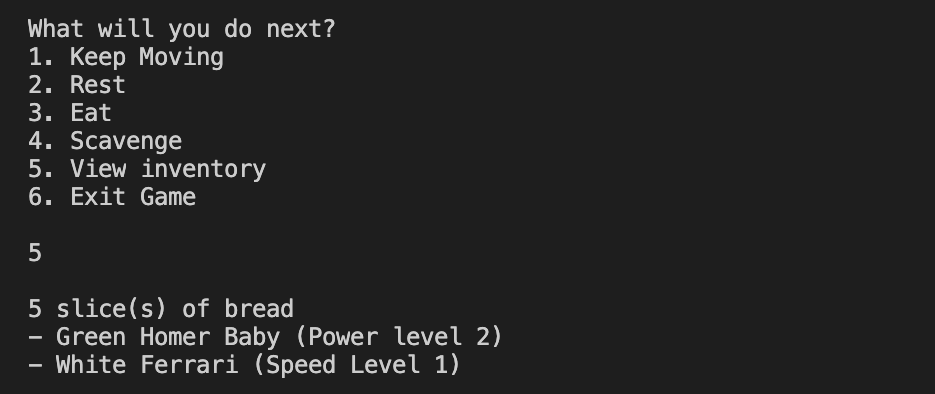 What will you do next?
1. Keep Moving
2. Rest
3. Eat
4. Scavenge
5. View inventory
6. Exit Game
5
5 slice(s) of bread
– Green Homer Baby (Power level 2)
– White Ferrari (Speed Level 1)